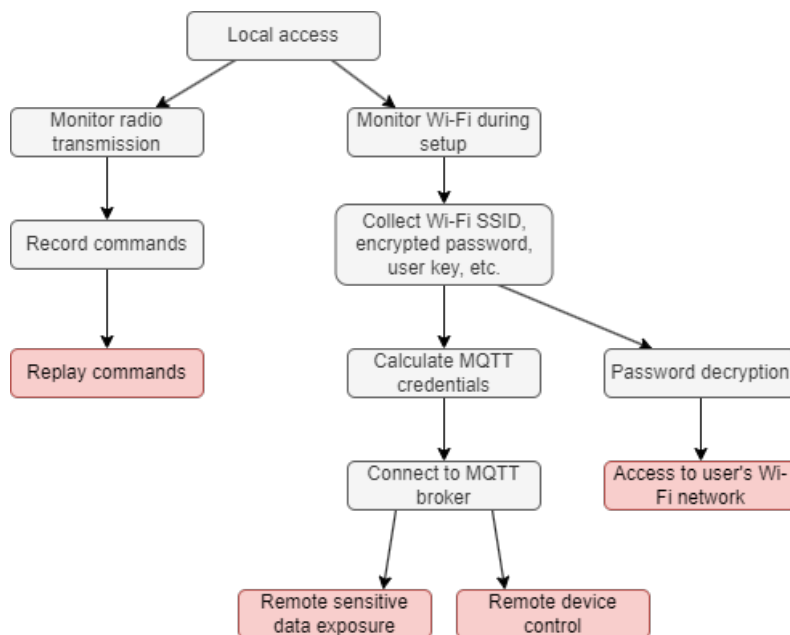 Local access
Monitor radio
transmission
Monitor Wi-Fi during
setup
Record commands
Collect Wi-Fi SSID,
encrypted password,
user key, etc.
Replay commands
Calculate MQTT
credentials
Password decryption
Connect to MQTT
broker
Access to user's Wi-
Fi network
Remote sensitive
data exposure
Remote device
control